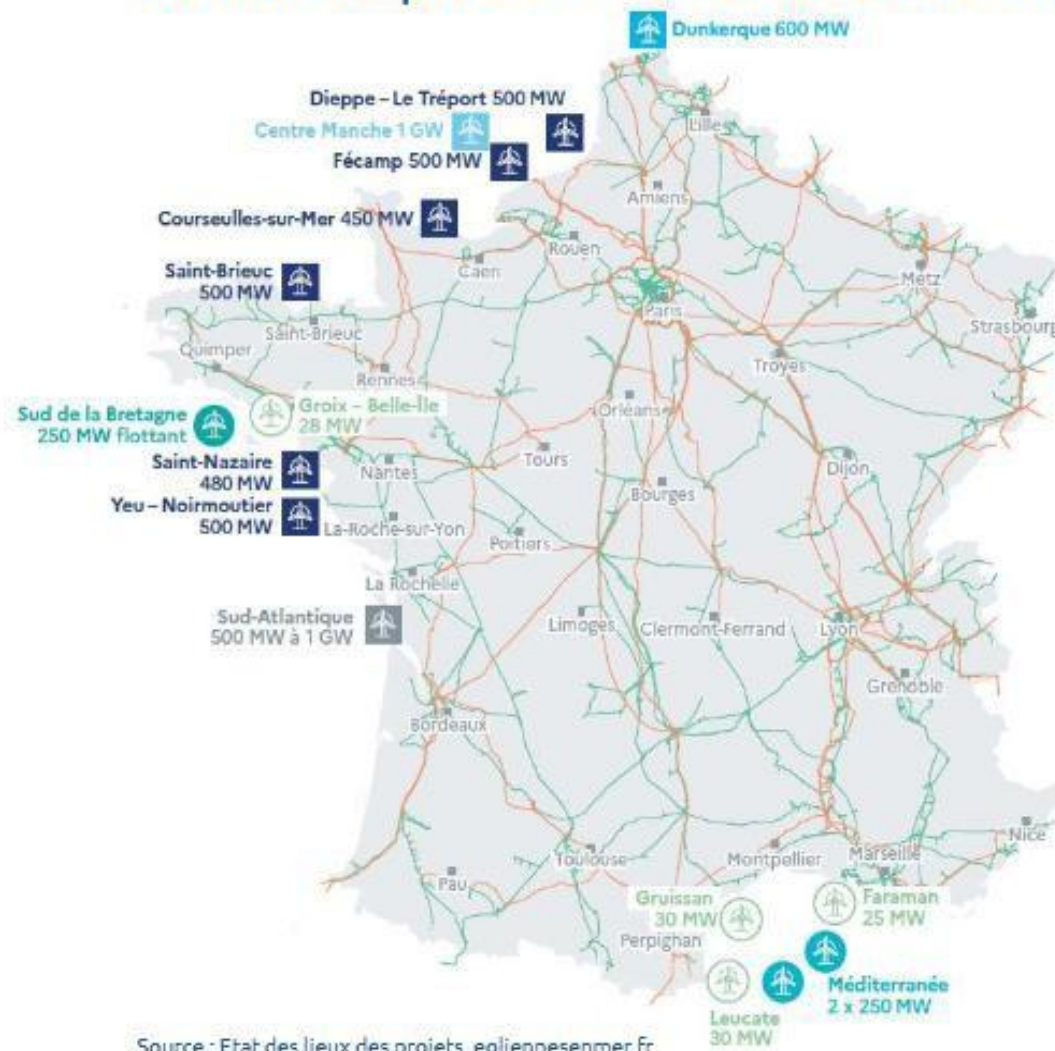 Dunkerque 600 MW
Dieppe – Le Tréport 500 MW
Centre Manche 1 GW
Fécamp 500 MW
Courseulles-sur-Mer 450 MW
Saint-Brieuc
500 MW
Sud de la Bretagne
250 MW flottant
Groix – Belle-Île
28 MW
Saint-Nazaire
480 MW
Yeu – Noirmoutier
500 MW
Sud-Atlantique
500 MW à 1 GW
Lille
Amiens
Rouen
Caen
Metz
Paris
Strasbourg
Saint-Brieuc
Quimper
Rennes
Troyes
Orléans
Nantes
Tours
Dijon
Bourges
La-Roche-sur-Yon
Poitiers
La Rochelle
Limoges
Clermont-Ferrand
Lyon
Grenoble
Bordeaux
Nice
Toulouse
Montpellier
Marseille
Pau
Gruissan
30 MW
Faraman
25 MW
Perpighan
Méditerranée
2 x 250 MW
Leucate
30 MW
Source : Etat des lieux des projets, eoliennesenmer.fr